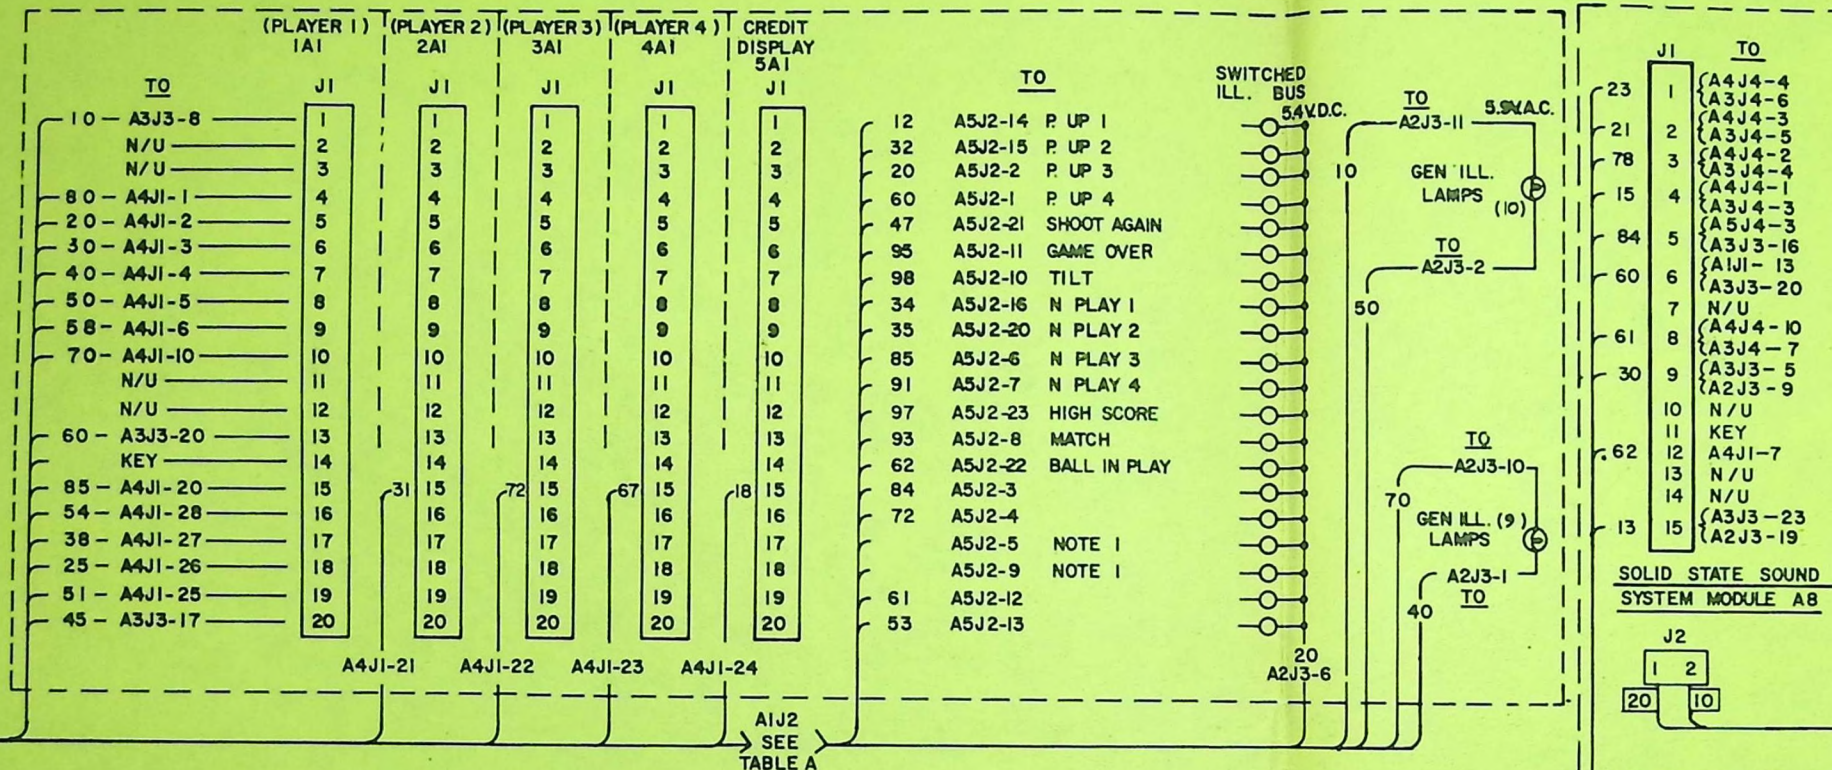 (PLAYER 1) (PLAYER 2) (PLAYER 3) (PLAYER 4) CREDIT
1A1 2A1 3A1 4A1 DISPLAY
5A1
TO J1 J1 J1 J1 J1
10 - A3J3-8 1 1 1 1 1
N/U 2 2 2 2 2
N/U 3 3 3 3 3
80 - A4J1-1 4 4 4 4 4
20 - A4J1-2 5 5 5 5 5
30 - A4J1-3 6 6 6 6 6
40 - A4J1-4 7 7 7 7 7
50 - A4J1-5 8 8 8 8 8
58 - A4J1-6 9 9 9 9 9
70 - A4J1-10 10 10 10 10 10
N/U 11 11 11 11 11
N/U 12 12 12 12 12
60 - A3J3-20 13 13 13 13 13
KEY 14 14 14 14 14
85 - A4J1-20 15 31 15 72 15 67 15 18 15
54 - A4J1-28 16 16 16 16 16
38 - A4J1-27 17 17 17 17 17
25 - A4J1-26 18 18 18 18 18
51 - A4J1-25 19 19 19 19 19
45 - A3J3-17 20 20 20 20 20
A4J1-21 A4J1-22 A4J1-23 A4J1-24
A1J2
SEE
TABLE A
TO
SWITCHED
ILL. BUS
5.4V.D.C.
12 A5J2-14 P. UP 1
32 A5J2-15 P. UP 2
20 A5J2-2 P. UP 3
60 A5J2-1 P. UP 4
47 A5J2-21 SHOOT AGAIN
95 A5J2-11 GAME OVER
98 A5J2-10 TILT
34 A5J2-16 N PLAY 1
35 A5J2-20 N PLAY 2
85 A5J2-6 N PLAY 3
91 A5J2-7 N PLAY 4
97 A5J2-23 HIGH SCORE
93 A5J2-8 MATCH
62 A5J2-22 BALL IN PLAY
84 A5J2-3
72 A5J2-4
A5J2-5 NOTE 1
A5J2-9 NOTE 1
61 A5J2-12
53 A5J2-13
20
A2J3-6
TO
A2J3-11
5.9V.A.C.
10
GEN ILL.
LAMPS
(10)
TO
A2J3-2
50
TO
A2J3-10
70
GEN ILL. (9)
LAMPS
A2J3-1
TO
40
J1 TO
23 1 A4J4-4
A3J4-6
21 2 A4J4-3
A3J4-5
78 3 A4J4-2
A3J4-4
15 4 A4J4-1
A3J4-3
84 5 A5J4-3
A3J3-16
60 6 A1J1-13
A3J3-20
7 N/U
61 8 A4J4-10
A3J4-7
30 9 A3J3-5
A2J3-9
10 N/U
11 KEY
62 12 A4J1-7
13 N/U
14 N/U
13 15 A3J3-23
A2J3-19
SOLID STATE SOUND
SYSTEM MODULE A8
J2
1 2
20 10